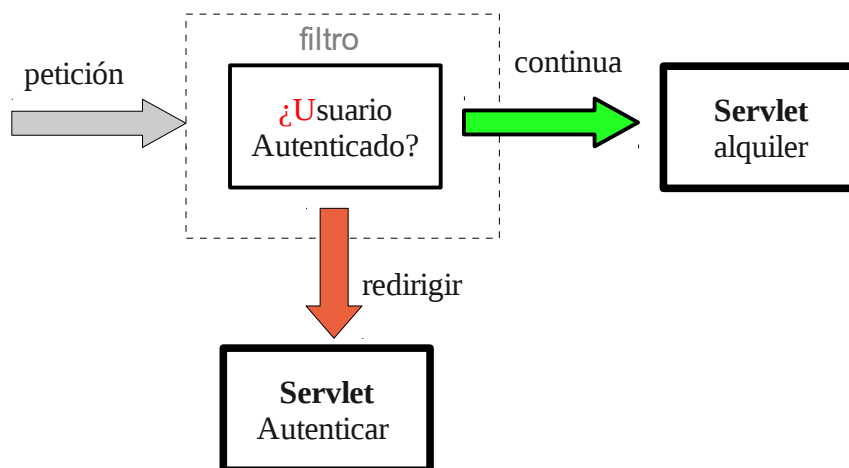 filtro
petición
continua
¿Usuario
Autenticado?
Servlet
alquiler
redirigir
Servlet
Autenticar